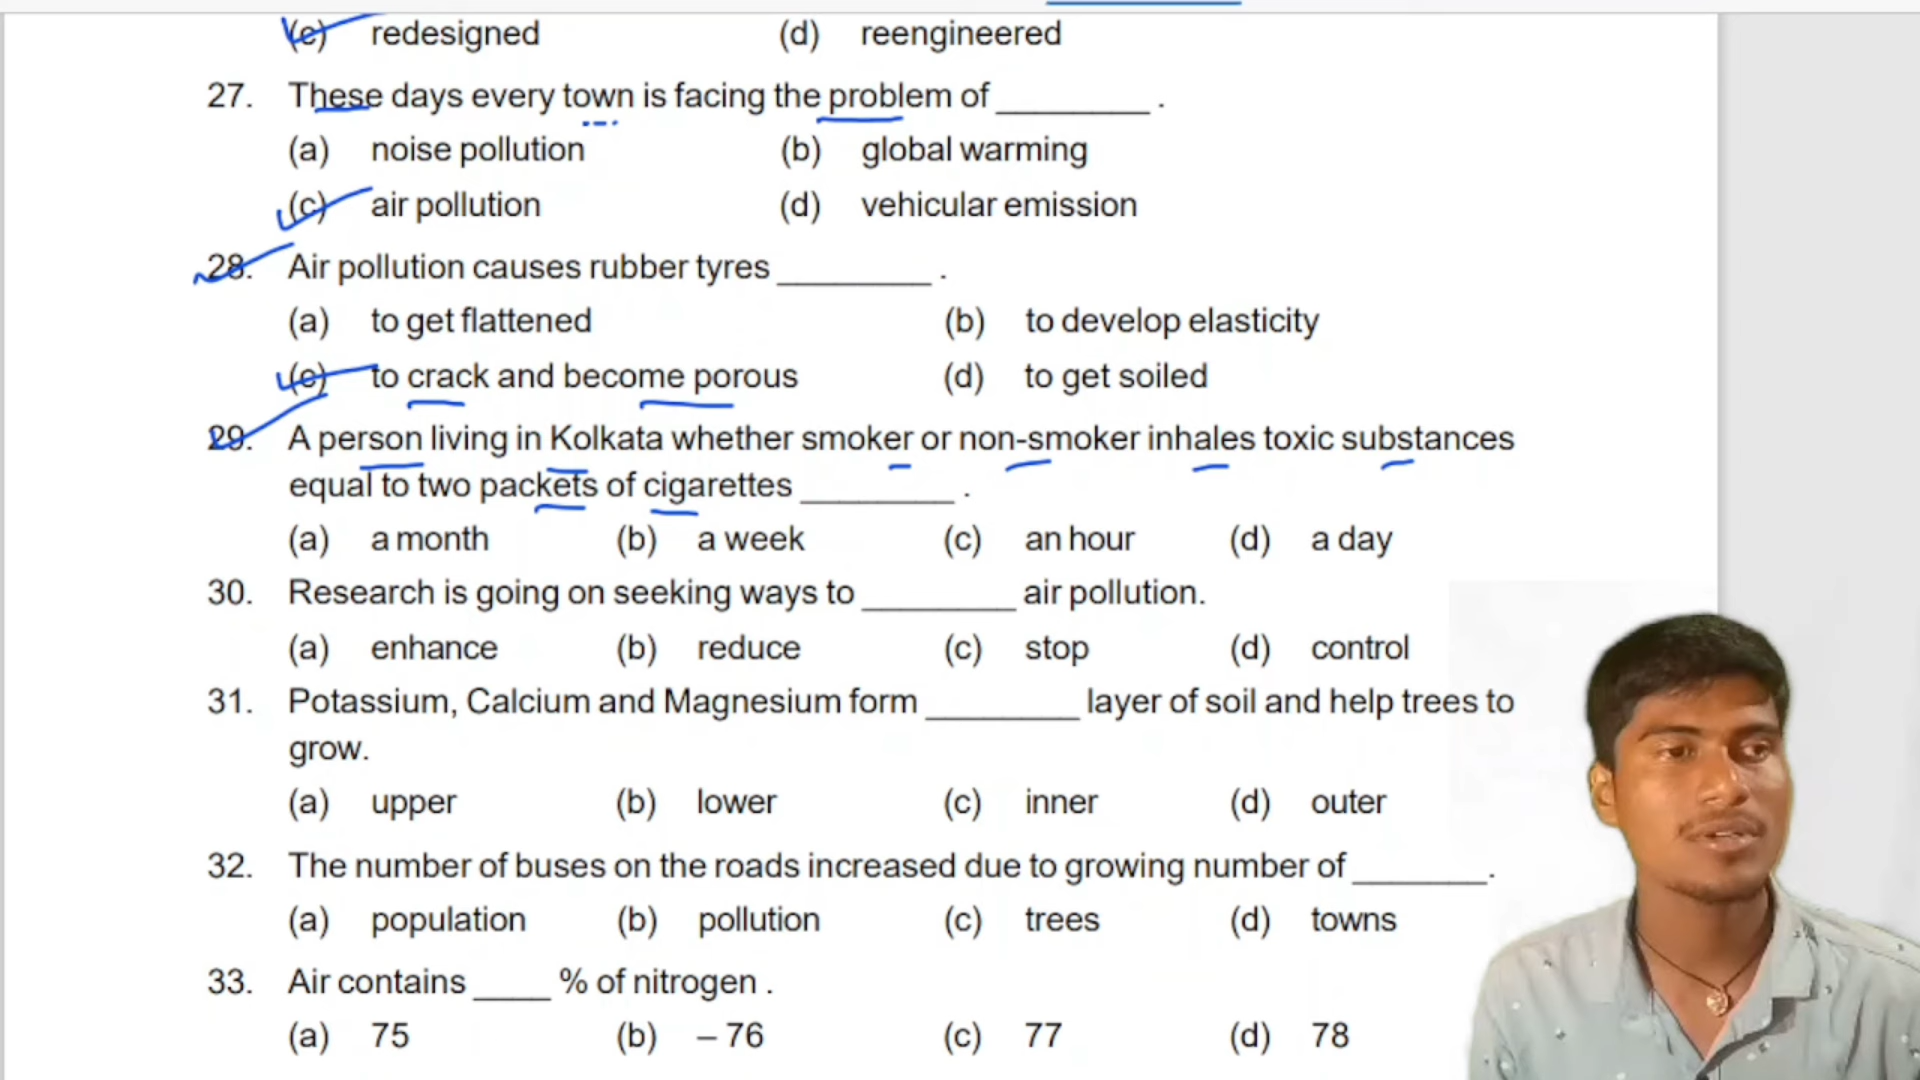 (c) redesigned (d) reengineered
27. These days every town is facing the problem of _________ .
(a) noise pollution (b) global warming
(c) air pollution (d) vehicular emission
28. Air pollution causes rubber tyres _________ .
(a) to get flattened (b) to develop elasticity
(c) to crack and become porous (d) to get soiled
29. A person living in Kolkata whether smoker or non-smoker inhales toxic substances
equal to two packets of cigarettes _________ .
(a) a month (b) a week (c) an hour (d) a day
30. Research is going on seeking ways to _________ air pollution.
(a) enhance (b) reduce (c) stop (d) control
31. Potassium, Calcium and Magnesium form _________ layer of soil and help trees to
grow.
(a) upper (b) lower (c) inner (d) outer
32. The number of buses on the roads increased due to growing number of ________.
(a) population (b) pollution (c) trees (d) towns
33. Air contains ____ % of nitrogen .
(a) 75 (b) – 76 (c) 77 (d) 78